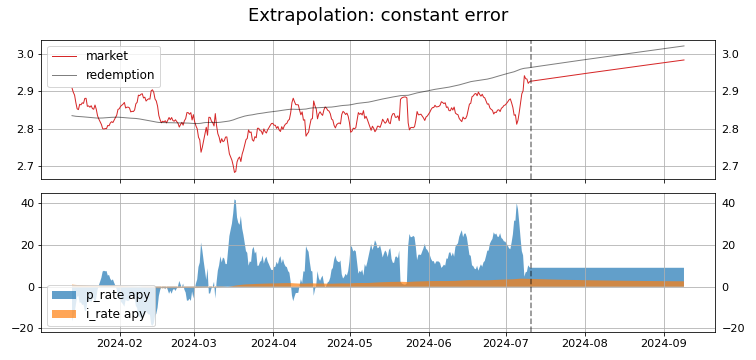 Extrapolation: constant error
3.0
2.9
2.8
2.7
market
redemption
3.0
2.9
2.8
2.7
40
20
0
−20
p_rate apy
i_rate apy
40
20
0
−20
2024-02 2024-03 2024-04 2024-05 2024-06 2024-07 2024-08 2024-09